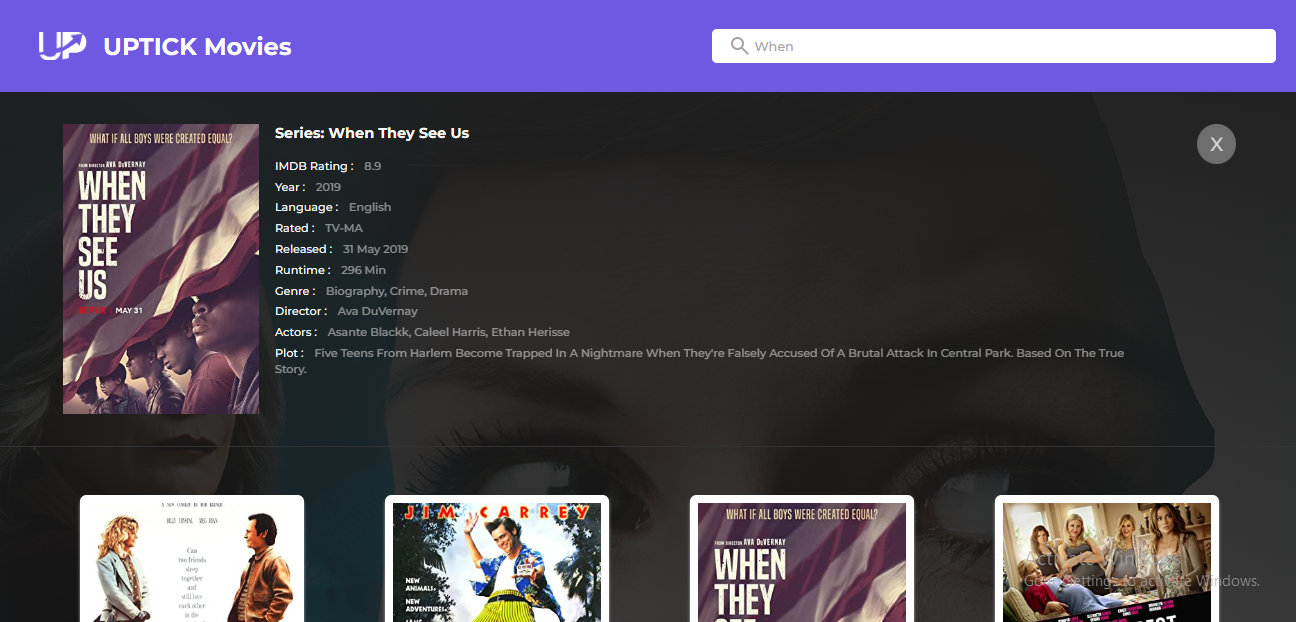 UP UPTICK Movies
When
WHAT IF ALL BOYS WERE CREATED EQUAL?
FROM DIRECTOR AVA DuVERNAY
WHEN
THEY
SEE
US
MAY 31
Series: When They See Us
X
IMDB Rating : 8.9
Year : 2019
Language : English
Rated : TV-MA
Released : 31 May 2019
Runtime : 296 Min
Genre : Biography, Crime, Drama
Director : Ava DuVernay
Actors : Asante Blackk, Caleel Harris, Ethan Herisse
Plot : Five Teens From Harlem Become Trapped In A Nightmare When They're Falsely Accused Of A Brutal Attack In Central Park. Based On The True
Story.
BILLY CRYSTAL MEG RYAN
Can
two friends
sleep
together
and
still love
each other
in the
JIM CARREY
NEW
ANIMALS.
NEW
ADVENTURES.
WHAT IF ALL BOYS WERE CREATED EQUAL?
FROM DIRECTOR AVA DuVERNAY
WHEN
THEY
Activate Windows
Go to Settings to activate Windows.